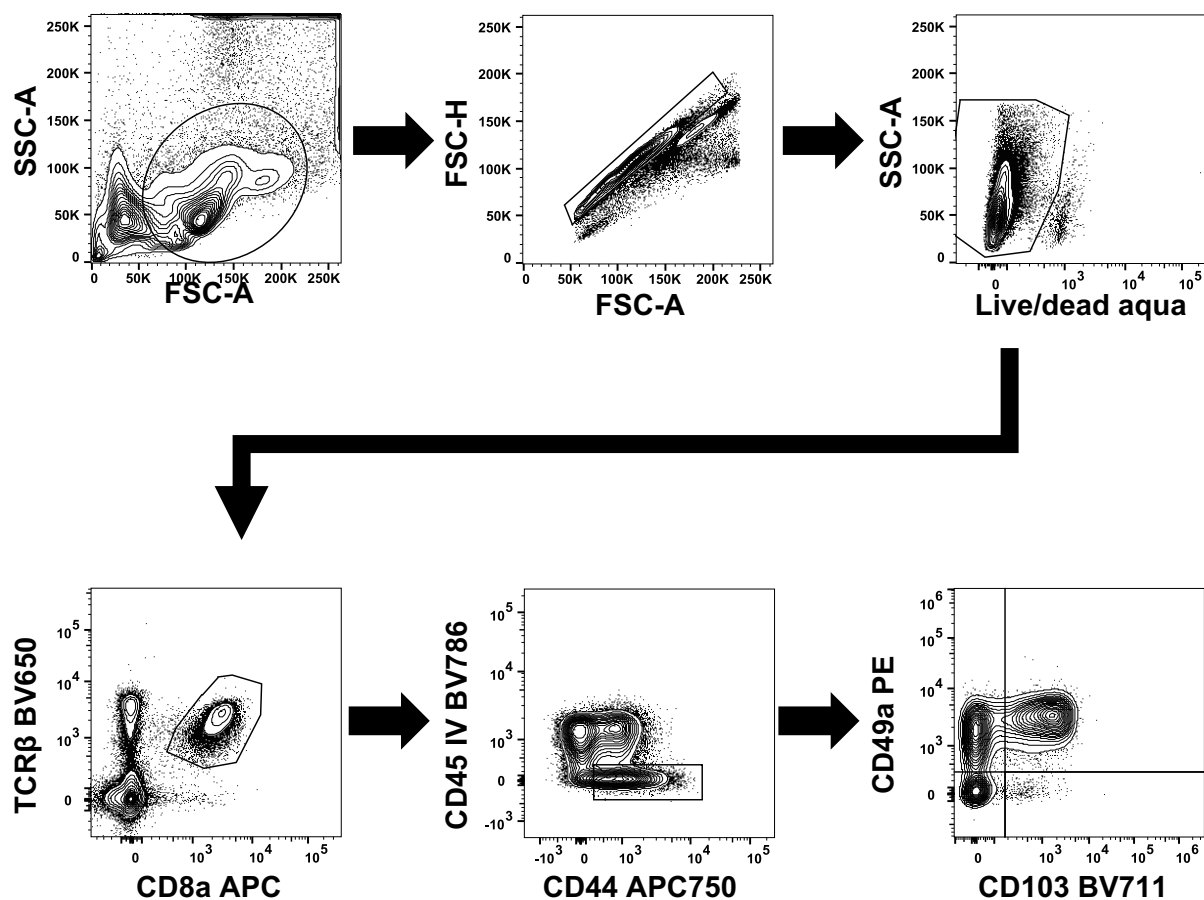 SSC-A
250K
200K
150K
100K
50K
0
0 50K 100K 150K 200K 250K
FSC-A
FSC-H
250K
200K
150K
100K
50K
0
0 50K 100K 150K 200K 250K
FSC-A
SSC-A
250K
200K
150K
100K
50K
0
0 10³ 10⁴ 10⁵
Live/dead aqua
TCRβ BV650
10⁵
10⁴
10³
0
0 10³ 10⁴ 10⁵
CD8a APC
CD45 IV BV786
10⁵
10⁴
10³
0
-10³
-10³ 0 10³ 10⁴ 10⁵
CD44 APC750
CD49a PE
10⁶
10⁵
10⁴
10³
0
0 10³ 10⁴ 10⁵ 10⁶
CD103 BV711